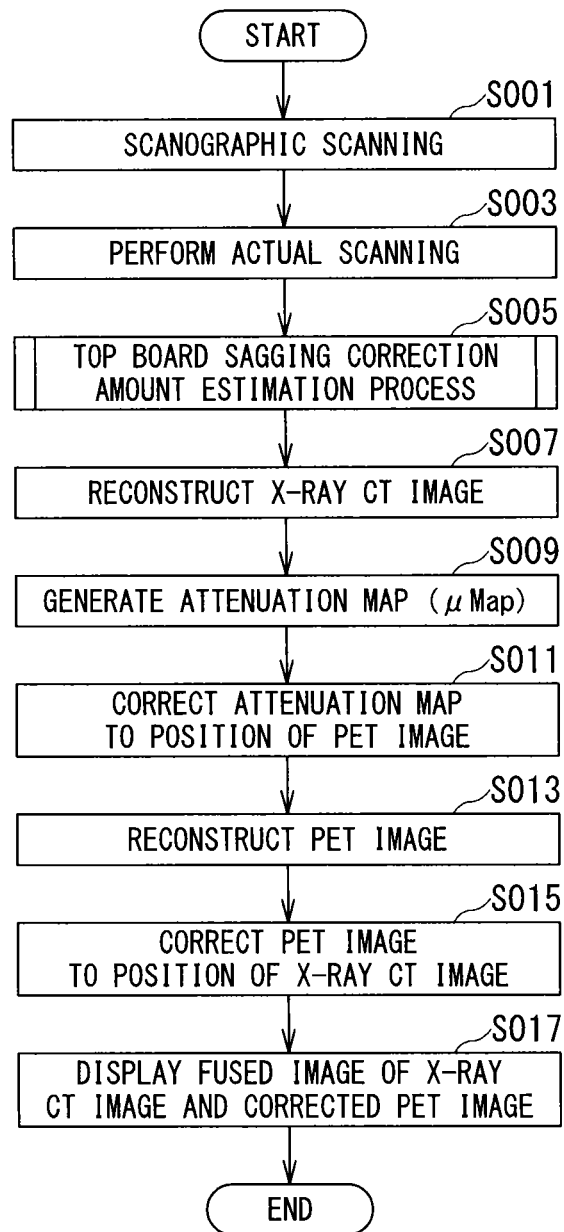 START
S001
SCANOGRAPHIC SCANNING
S003
PERFORM ACTUAL SCANNING
S005
TOP BOARD SAGGING CORRECTION
AMOUNT ESTIMATION PROCESS
S007
RECONSTRUCT X-RAY CT IMAGE
S009
GENERATE ATTENUATION MAP (μ Map)
S011
CORRECT ATTENUATION MAP
TO POSITION OF PET IMAGE
S013
RECONSTRUCT PET IMAGE
S015
CORRECT PET IMAGE
TO POSITION OF X-RAY CT IMAGE
S017
DISPLAY FUSED IMAGE OF X-RAY
CT IMAGE AND CORRECTED PET IMAGE
END